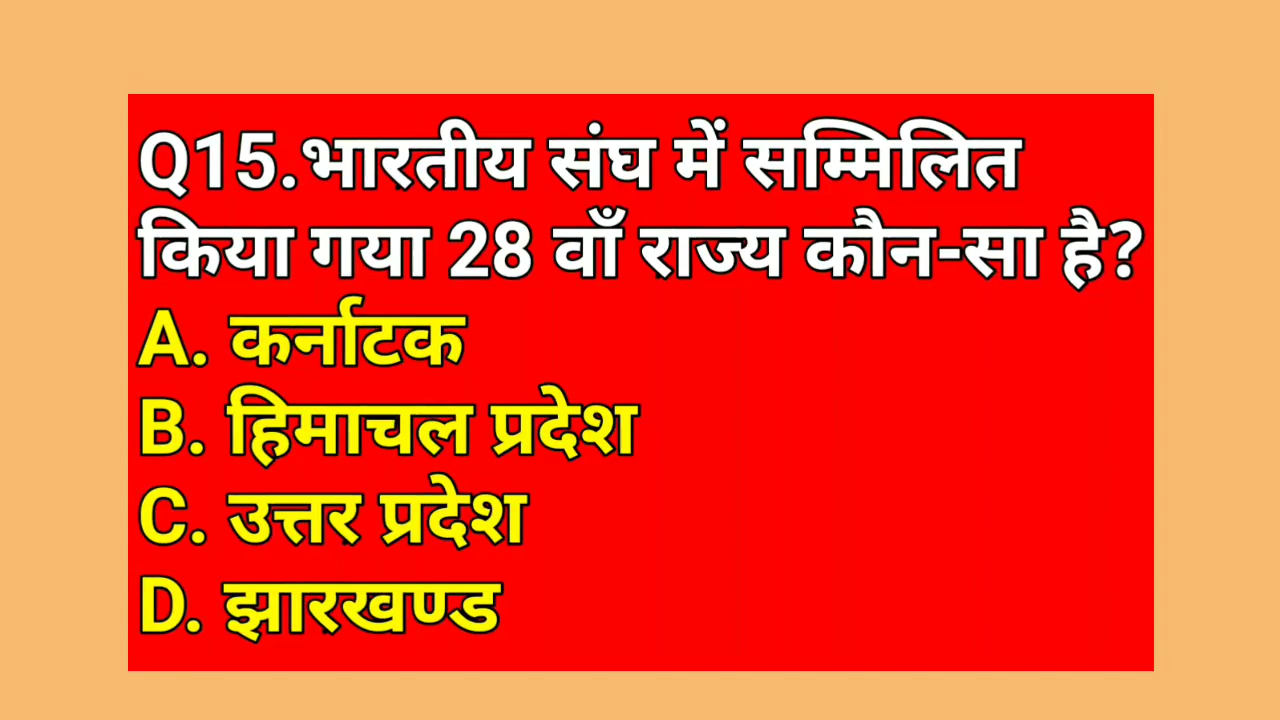 Q15.भारतीय संघ में सम्मिलित
किया गया 28 वाँ राज्य कौन-सा है?
A. कर्नाटक
B. हिमाचल प्रदेश
C. उत्तर प्रदेश
D. झारखण्ड